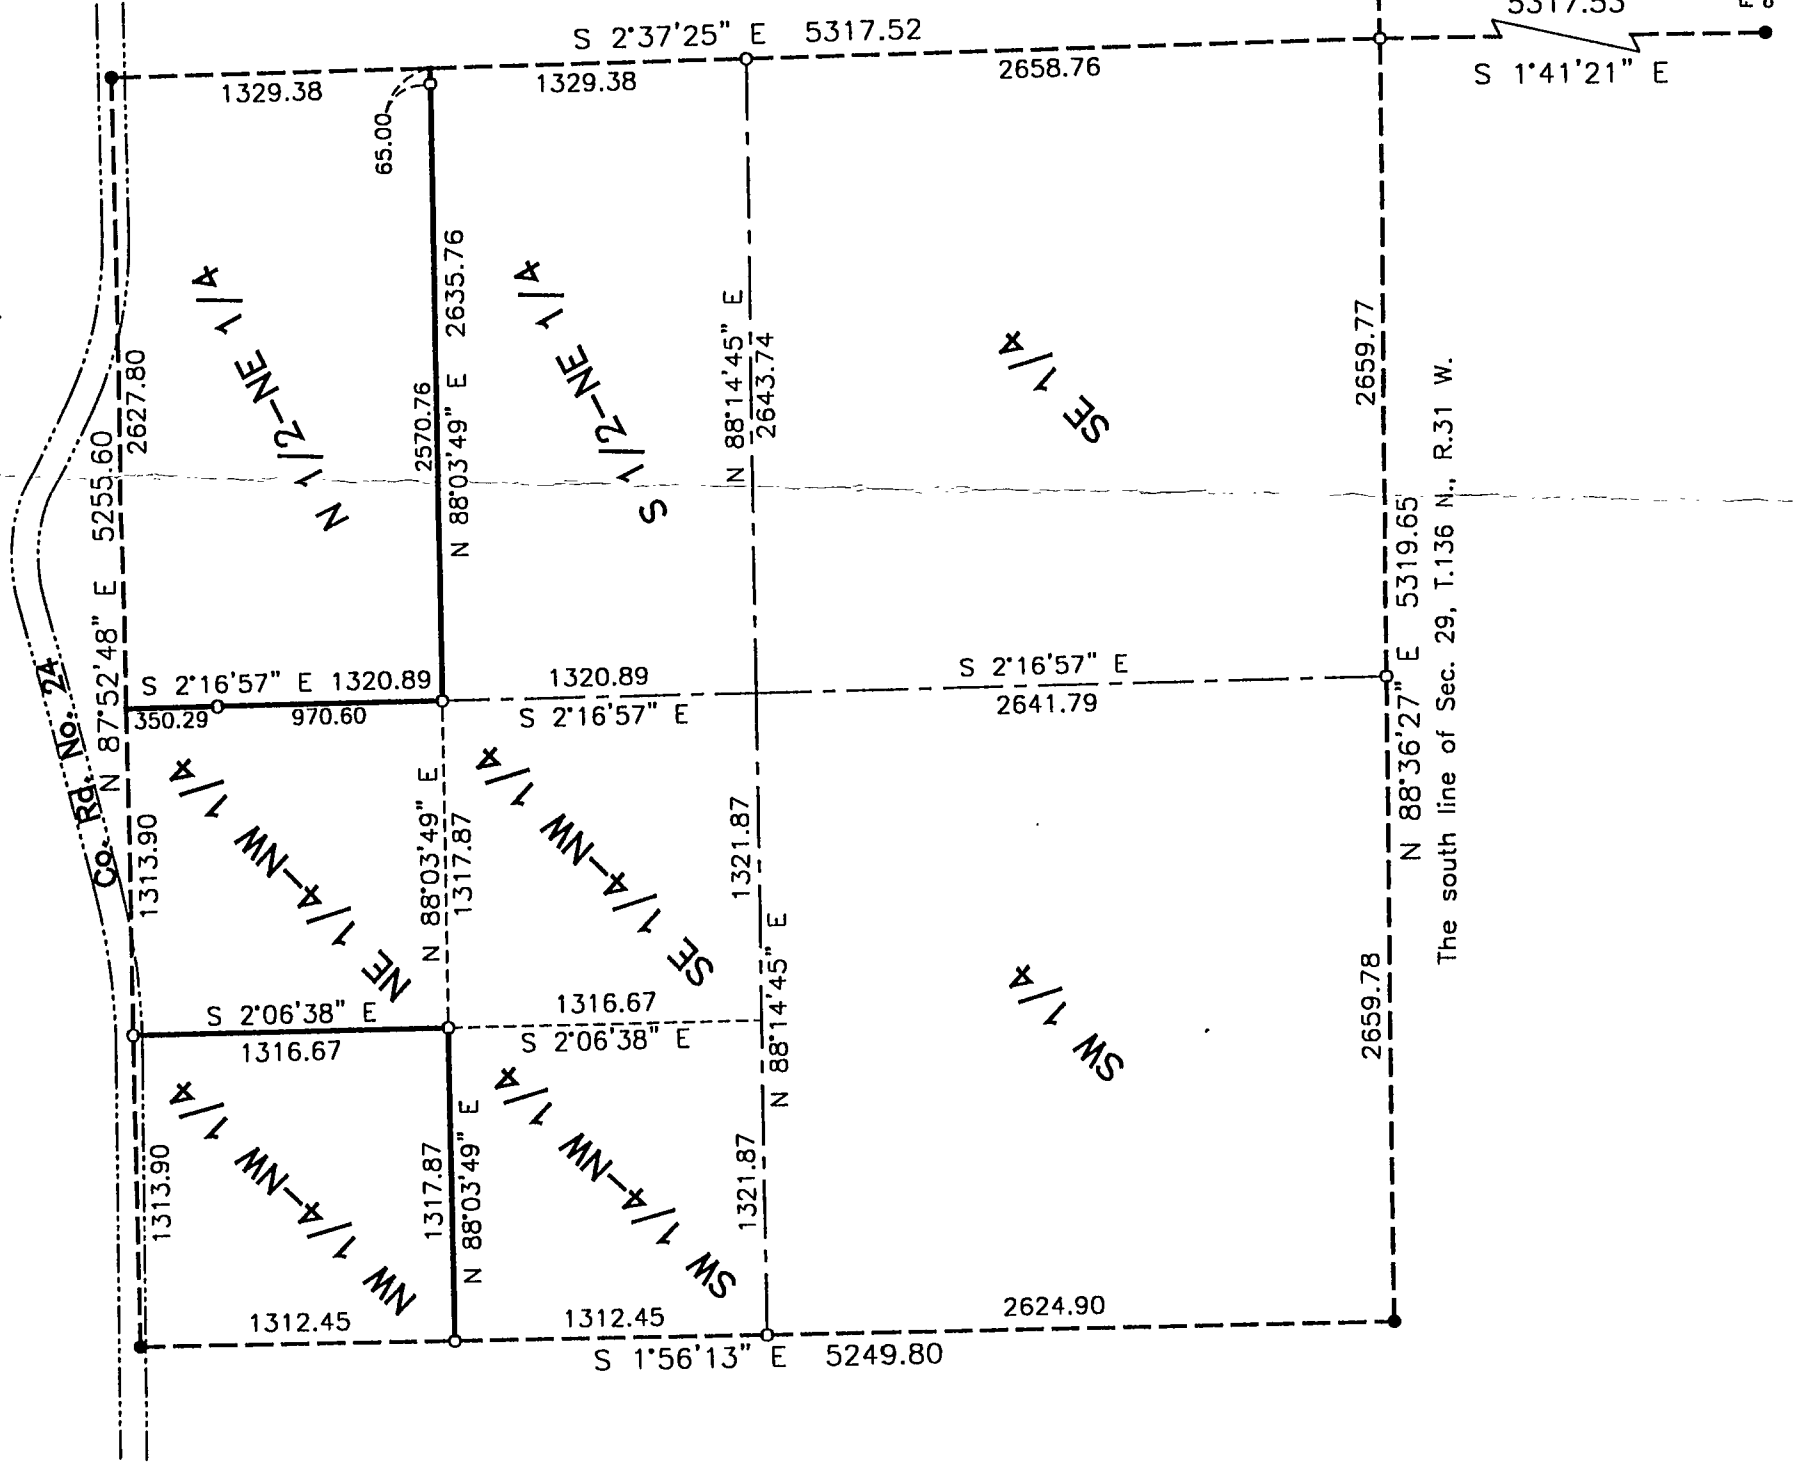 5317.53
S 2°37'25" E 5317.52
S 1°41'21" E
1329.38
1329.38
2658.76
65.00
N 1/2-NE 1/4
S 1/2-NE 1/4
SE 1/4
2627.80
N 87°52'48" E 5255.60
2570.76
N 88°03'49" E 2635.76
N 88°14'45" E
2643.74
2659.77
N 88°36'27" E 5319.65
The south line of Sec. 29, T.136 N., R.31 W.
Co. Rd. No. 24
S 2°16'57" E 1320.89
350.29
970.60
1320.89
S 2°16'57" E
S 2°16'57" E
2641.79
NE 1/4-NW 1/4
SE 1/4-NW 1/4
SW 1/4
1313.90
N 88°03'49" E
1317.87
1321.87
N 88°14'45" E
2659.78
S 2°06'38" E
1316.67
1316.67
S 2°06'38" E
NW 1/4-NW 1/4
SW 1/4-NW 1/4
1313.90
1317.87
N 88°03'49" E
1321.87
1312.45
1312.45
2624.90
S 1°56'13" E 5249.80